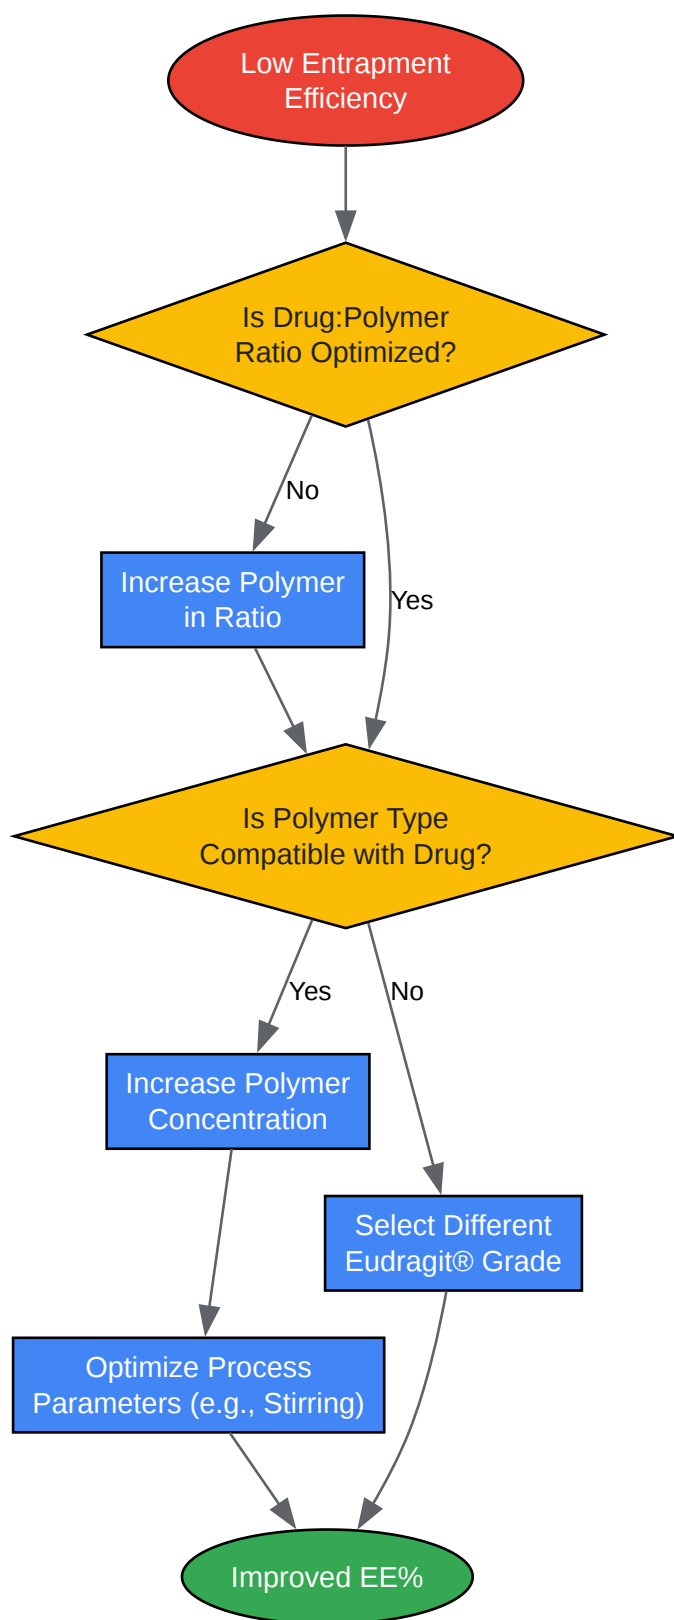 Low Entrapment
Efficiency
Is Drug:Polymer
Ratio Optimized?
No
Increase Polymer
in Ratio
Yes
Is Polymer Type
Compatible with Drug?
Yes
No
Increase Polymer
Concentration
Select Different
Eudragit® Grade
Optimize Process
Parameters (e.g., Stirring)
Improved EE%